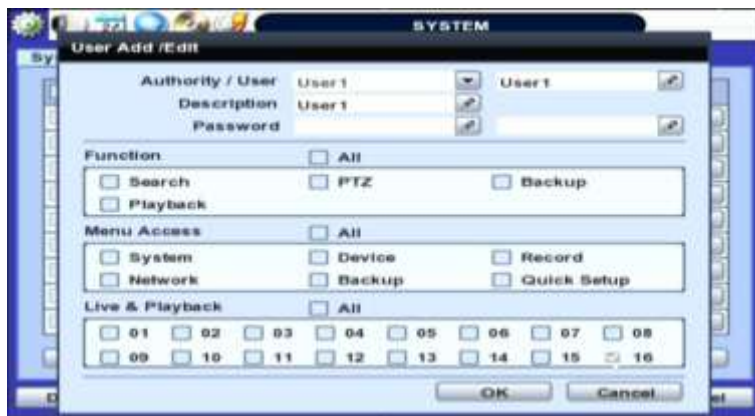 SYSTEM
User Add /Edit
Sy
Authority / User User1 User1
Description User1
Password
Function All
Search PTZ Backup
Playback
Menu Access All
System Device Record
Network Backup Quick Setup
Live & Playback All
01 02 03 04 05 06 07 08
09 10 11 12 13 14 15 16
OK Cancel
D el